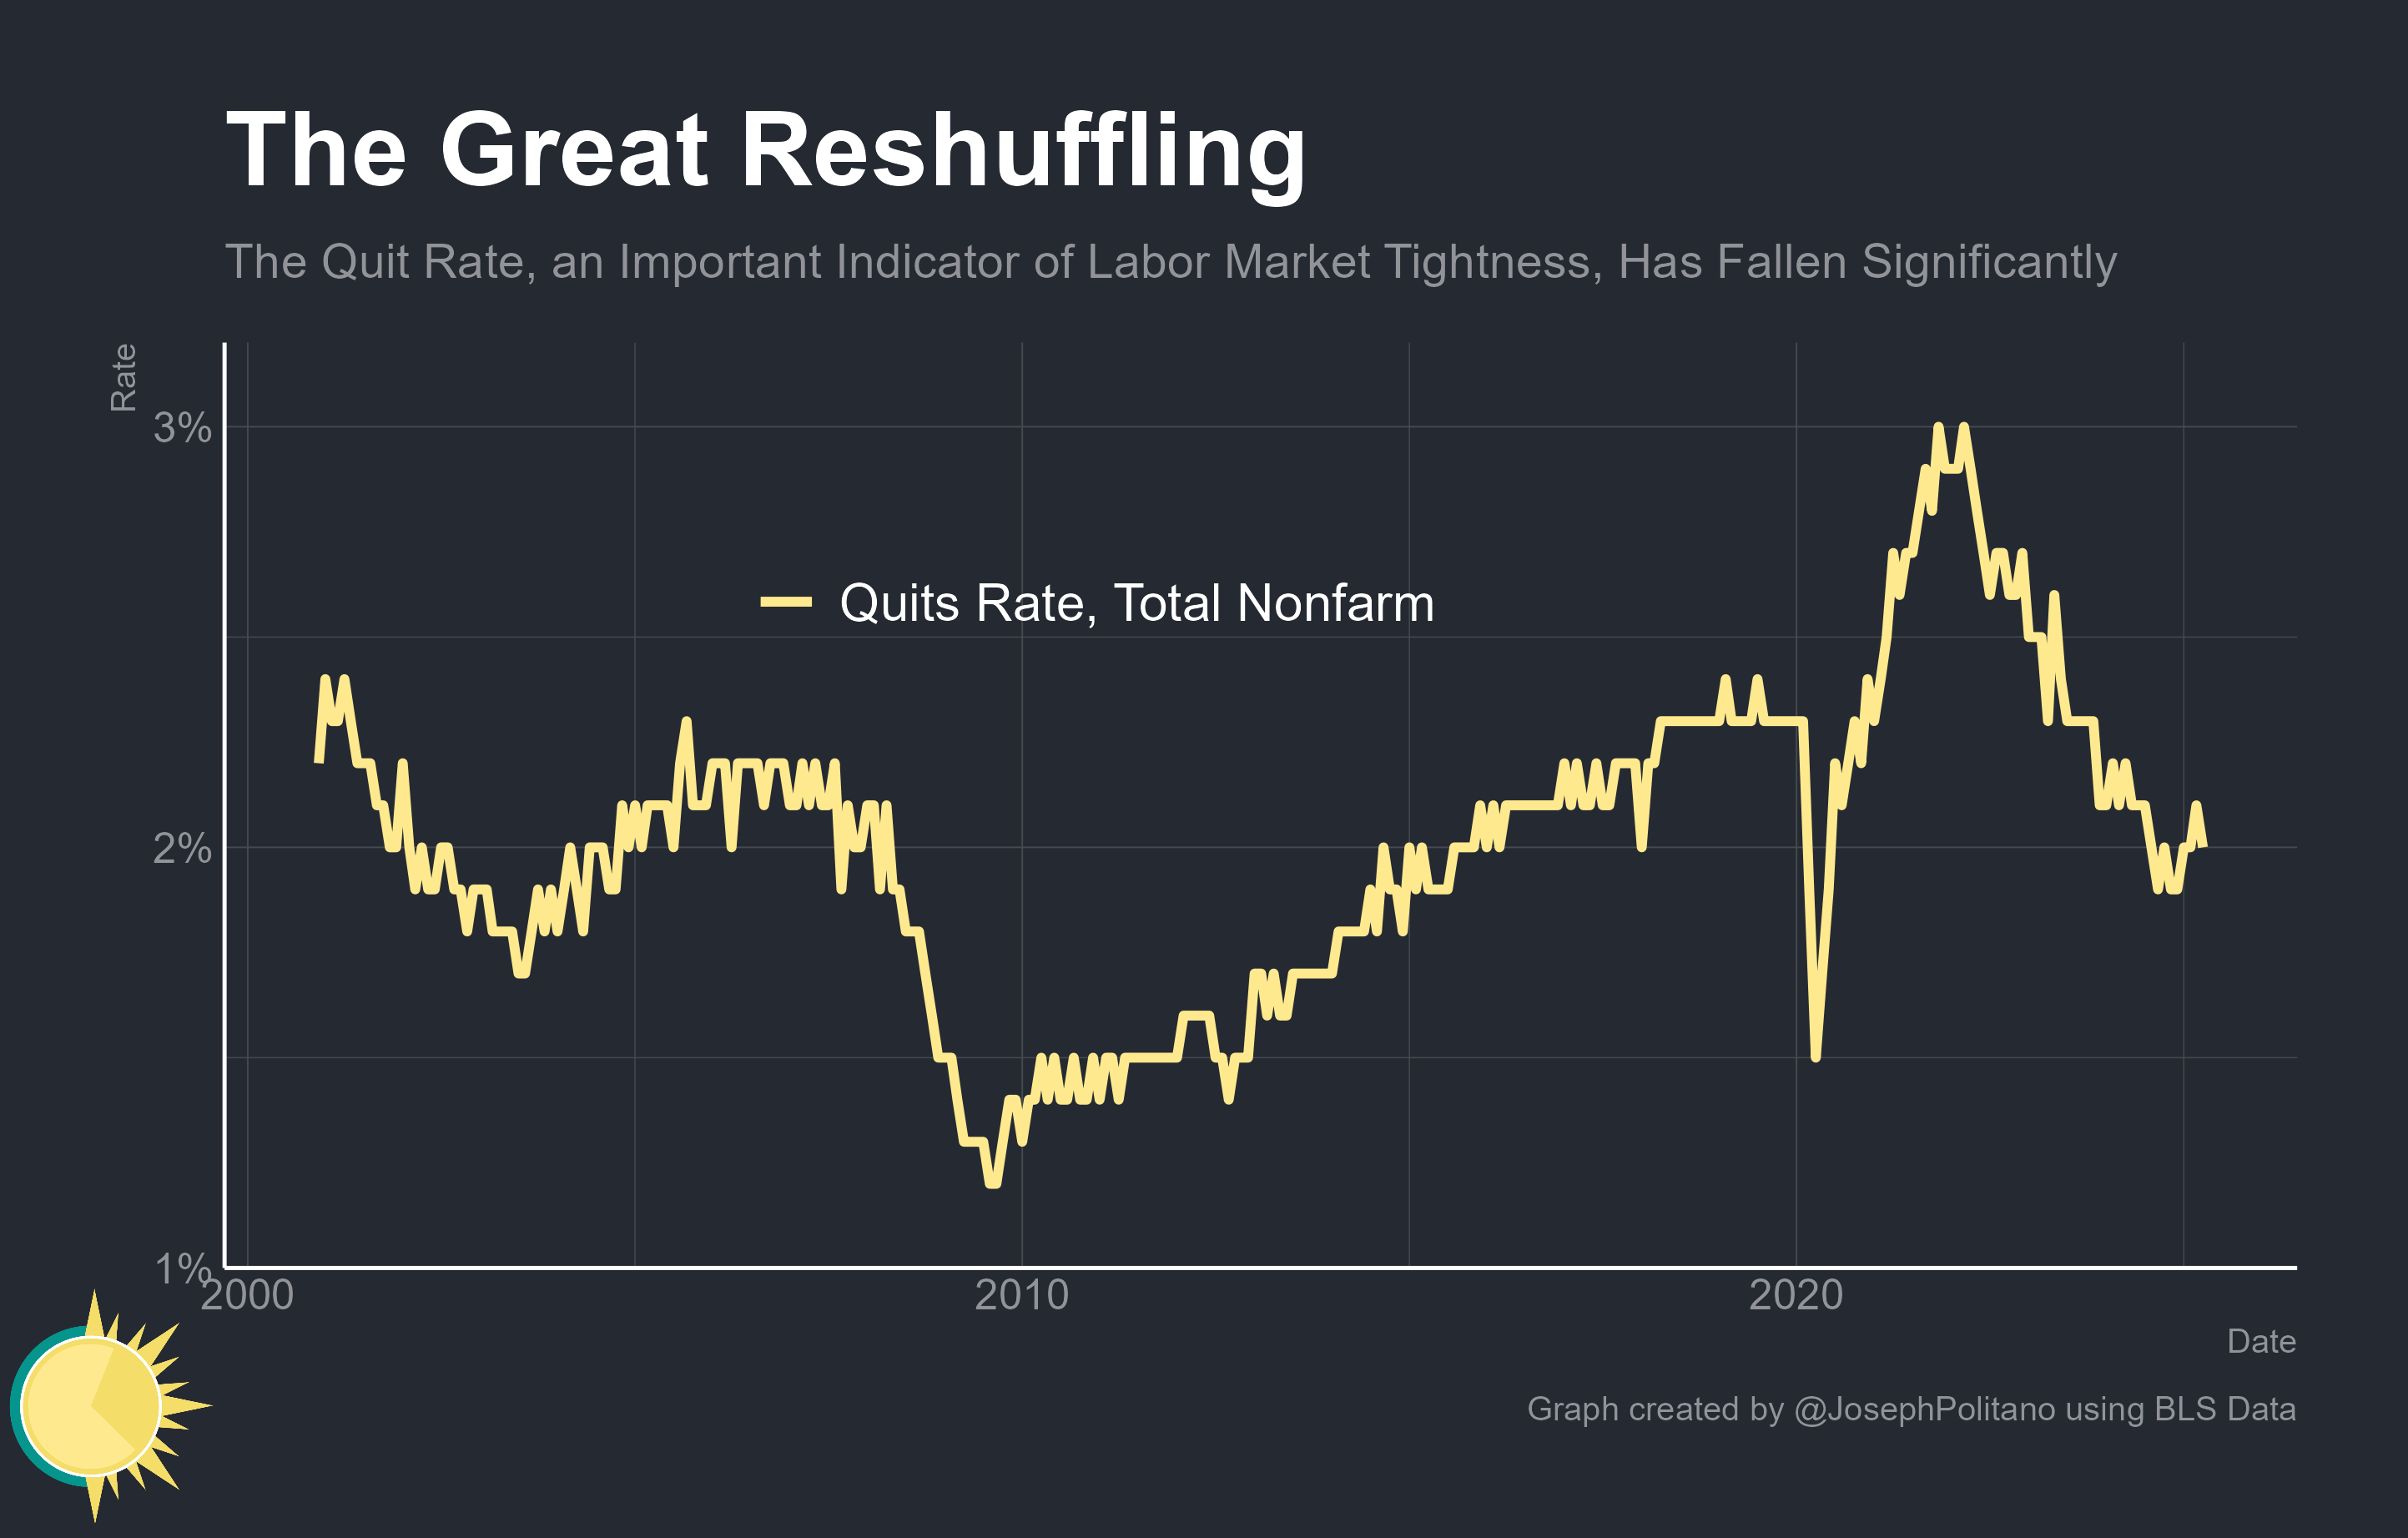 The Great Reshuffling
The Quit Rate, an Important Indicator of Labor Market Tightness, Has Fallen Significantly
Rate
3%
Quits Rate, Total Nonfarm
2%
1%
2000
2010
2020
Date
Graph created by @JosephPolitano using BLS Data